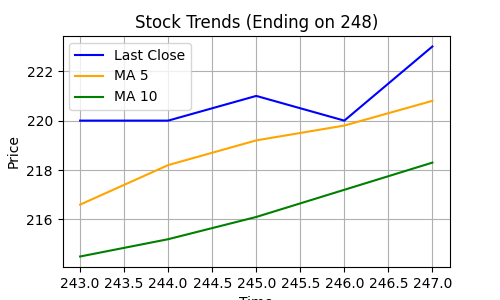 Stock Trends (Ending on 248)
Last Close
MA 5
MA 10
Price
222
220
218
216
243.0 243.5 244.0 244.5 245.0 245.5 246.0 246.5 247.0
Time